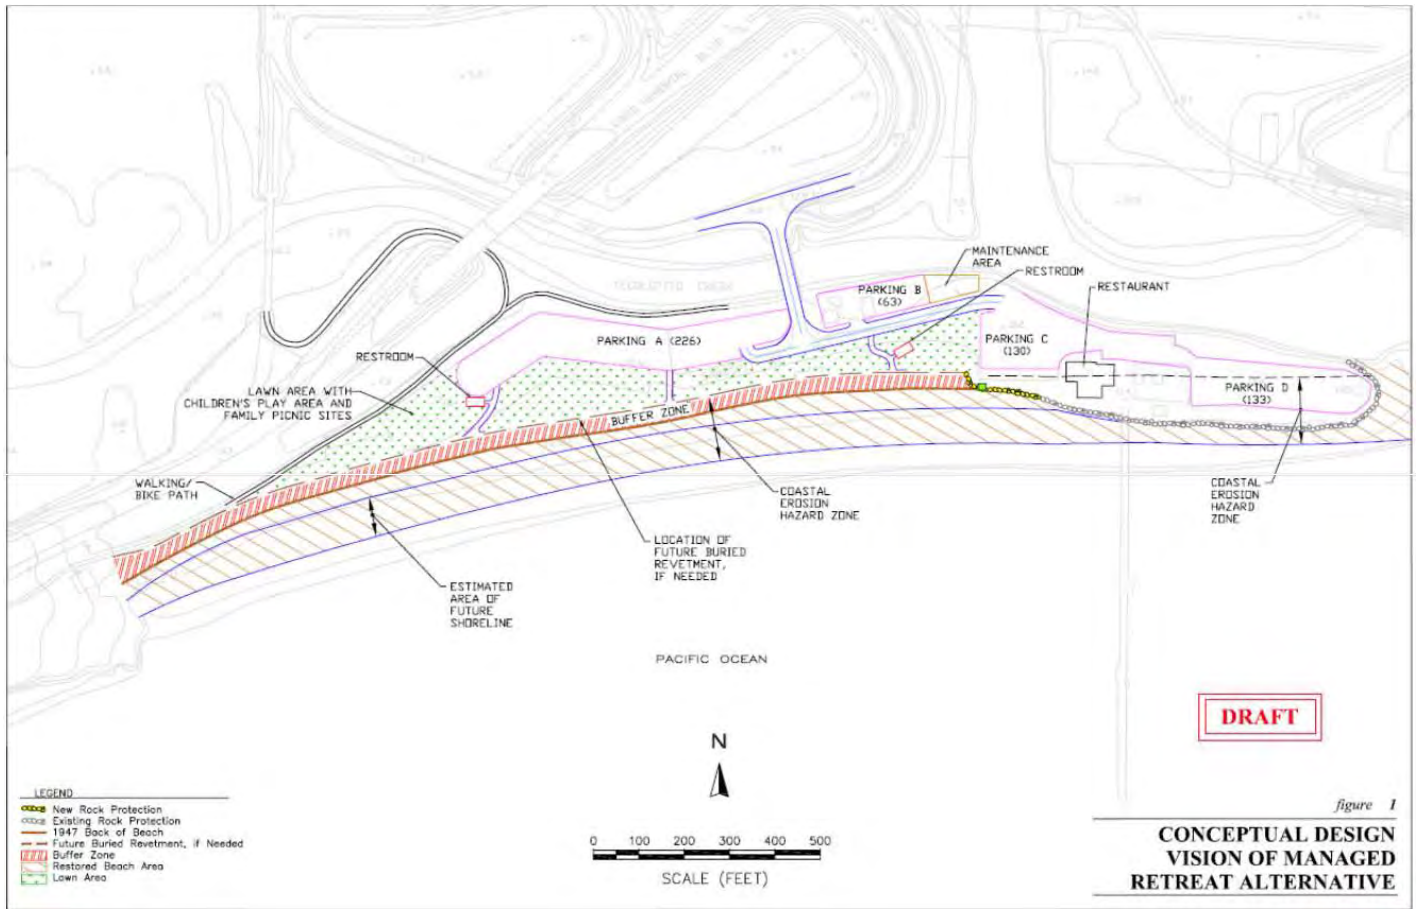 MAINTENANCE
AREA
RESTROOM
RESTAURANT
PARKING B
(63)
PARKING A (226)
PARKING C
(130)
PARKING D
(133)
RESTROOM
LAWN AREA WITH
CHILDREN'S PLAY AREA AND
FAMILY PICNIC SITES
BUFFER ZONE
WALKING/
BIKE PATH
COASTAL
EROSION
HAZARD ZONE
COASTAL
EROSION
HAZARD
ZONE
LOCATION OF
FUTURE BURIED
REVETMENT,
IF NEEDED
ESTIMATED
AREA OF
FUTURE
SHORELINE
PACIFIC OCEAN
DRAFT
N
LEGEND
New Rock Protection
Existing Rock Protection
1947 Back of Beach
Future Buried Revetment, if Needed
Buffer Zone
Restored Beach Area
Lawn Area
0 100 200 300 400 500
SCALE (FEET)
figure 1
CONCEPTUAL DESIGN
VISION OF MANAGED
RETREAT ALTERNATIVE